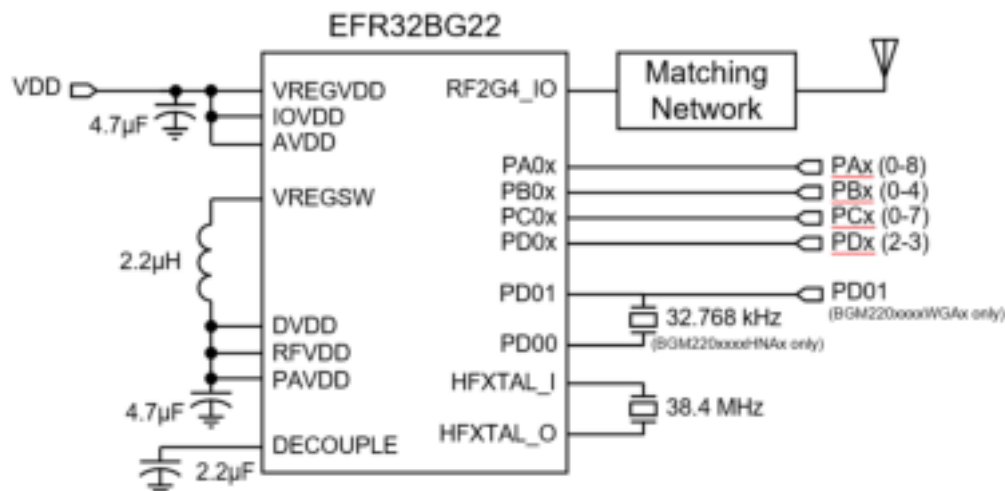 EFR32BG22
VDD
4.7µF
VREGVDD
IOVDD
AVDD
VREGSW
2.2µH
DVDD
RFVDD
PAVDD
4.7µF
DECOUPLE
2.2µF
RF2G4_IO
Matching
Network
PA0x
PAx (0-8)
PB0x
PBx (0-4)
PC0x
PCx (0-7)
PD0x
PDx (2-3)
PD01
PD01
(BGM220xxxxWGAx only)
32.768 kHz
PD00
(BGM220xxxxHNAx only)
HFXTAL_I
38.4 MHz
HFXTAL_O